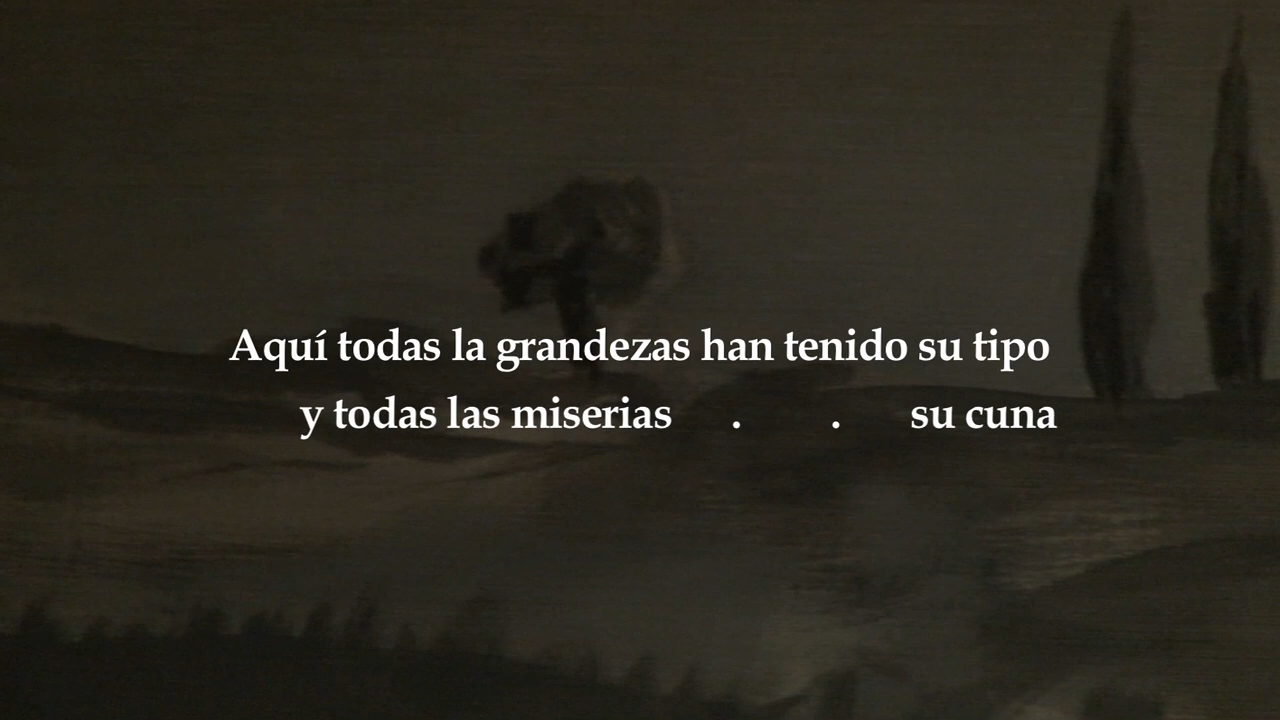 Aquí todas la grandezas han tenido su tipo
y todas las miserias . . su cuna